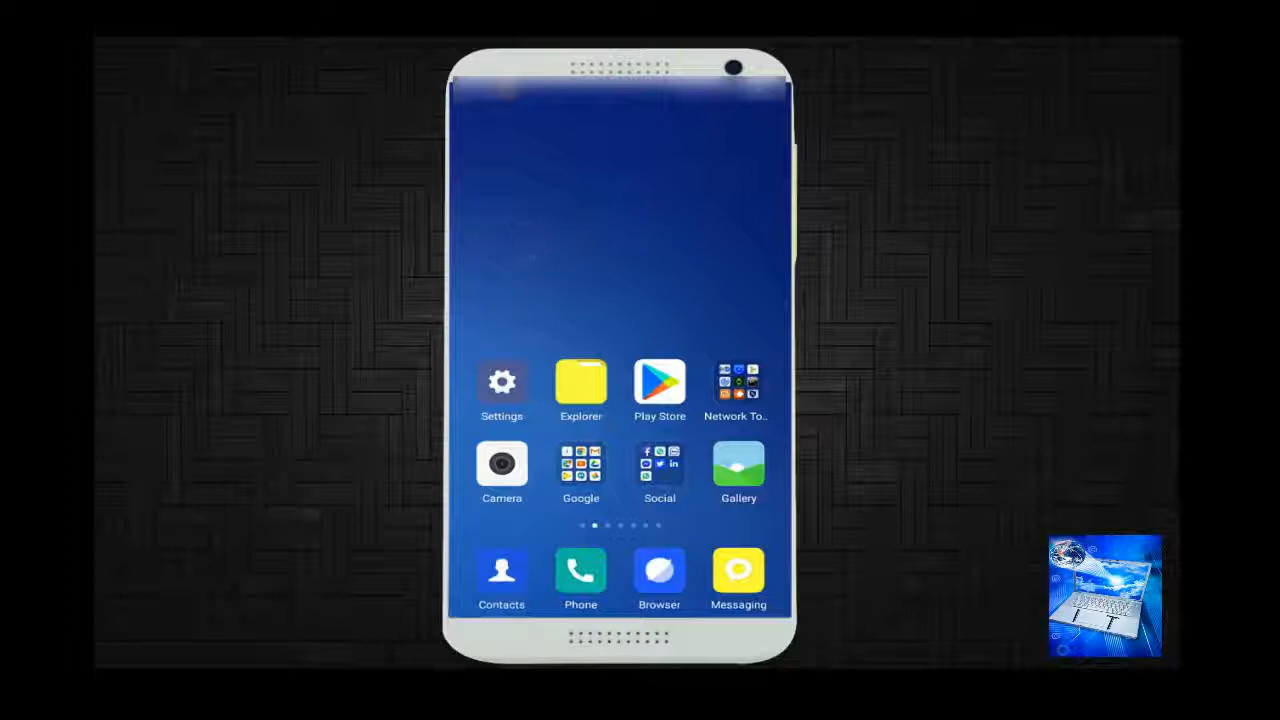 Settings Explorer Play Store Network To..
Camera Google Social Gallery
Contacts Phone Browser Messaging
I T